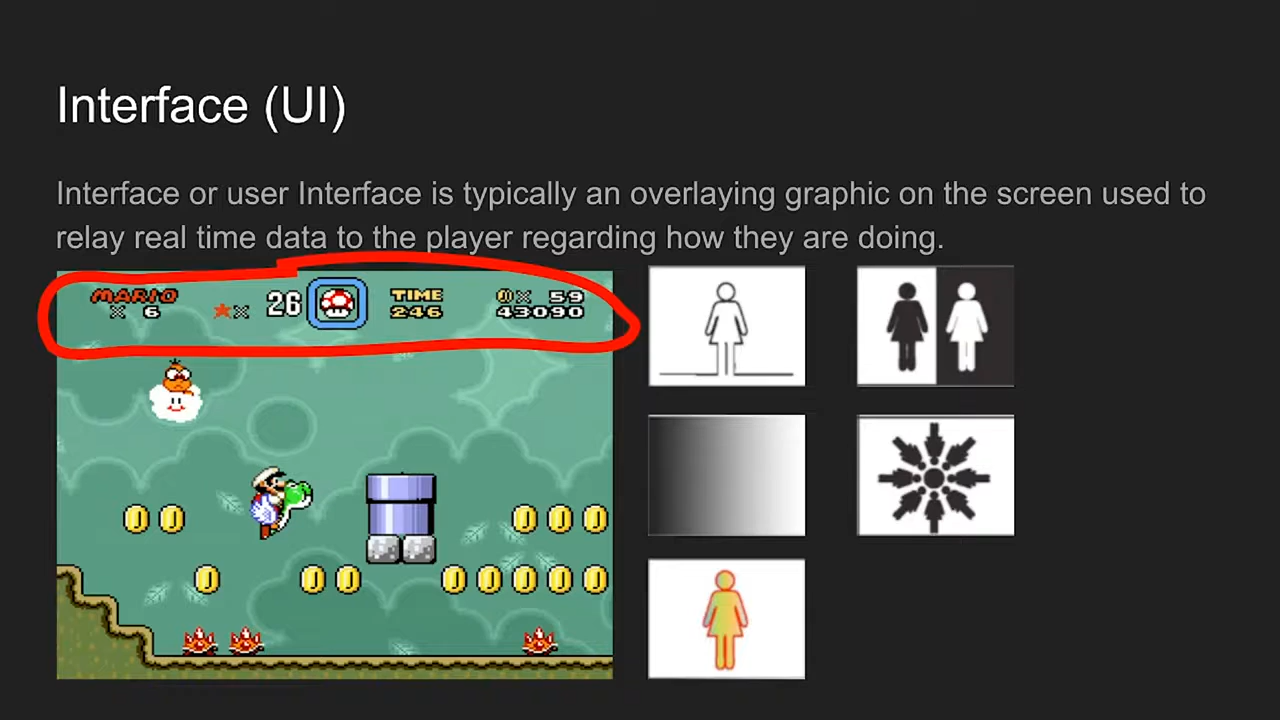 Interface (UI)
Interface or user Interface is typically an overlaying graphic on the screen used to
relay real time data to the player regarding how they are doing.
MARIO TIME × 59
× 6 ★× 26 246 43090